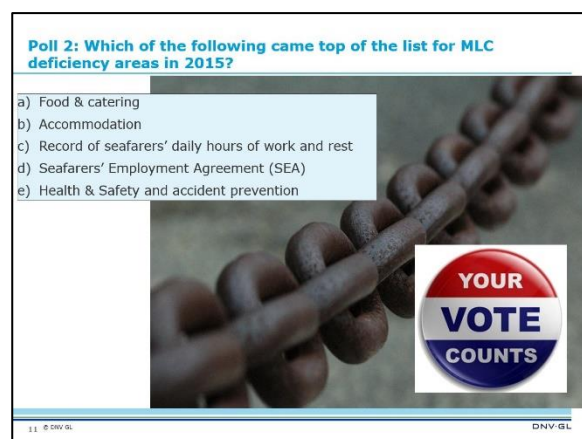 Poll 2: Which of the following came top of the list for MLC
deficiency areas in 2015?
a) Food & catering
b) Accommodation
c) Record of seafarers' daily hours of work and rest
d) Seafarers' Employment Agreement (SEA)
e) Health & Safety and accident prevention
YOUR
VOTE
COUNTS
11 © DNV GL
DNV·GL